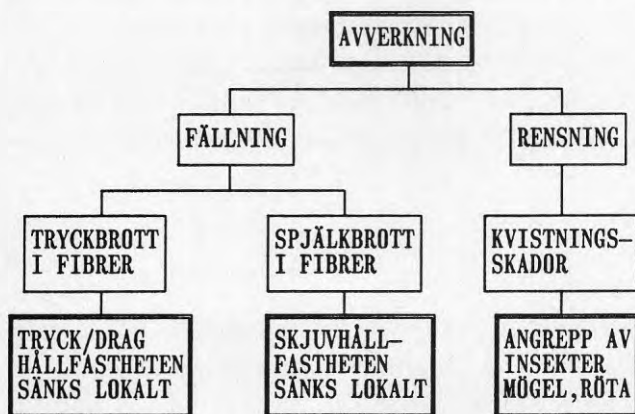 AVVERKNING
FÄLLNING
RENSNING
TRYCKBROTT
I FIBRER
SPJÄLKBROTT
I FIBRER
KVISTNINGS-
SKADOR
TRYCK/DRAG
HÅLLFASTHETEN
SÄNKS LOKALT
SKJUVHÅLL-
FASTHETEN
SÄNKS LOKALT
ANGREPP AV
INSEKTER
MÖGEL,RÖTA